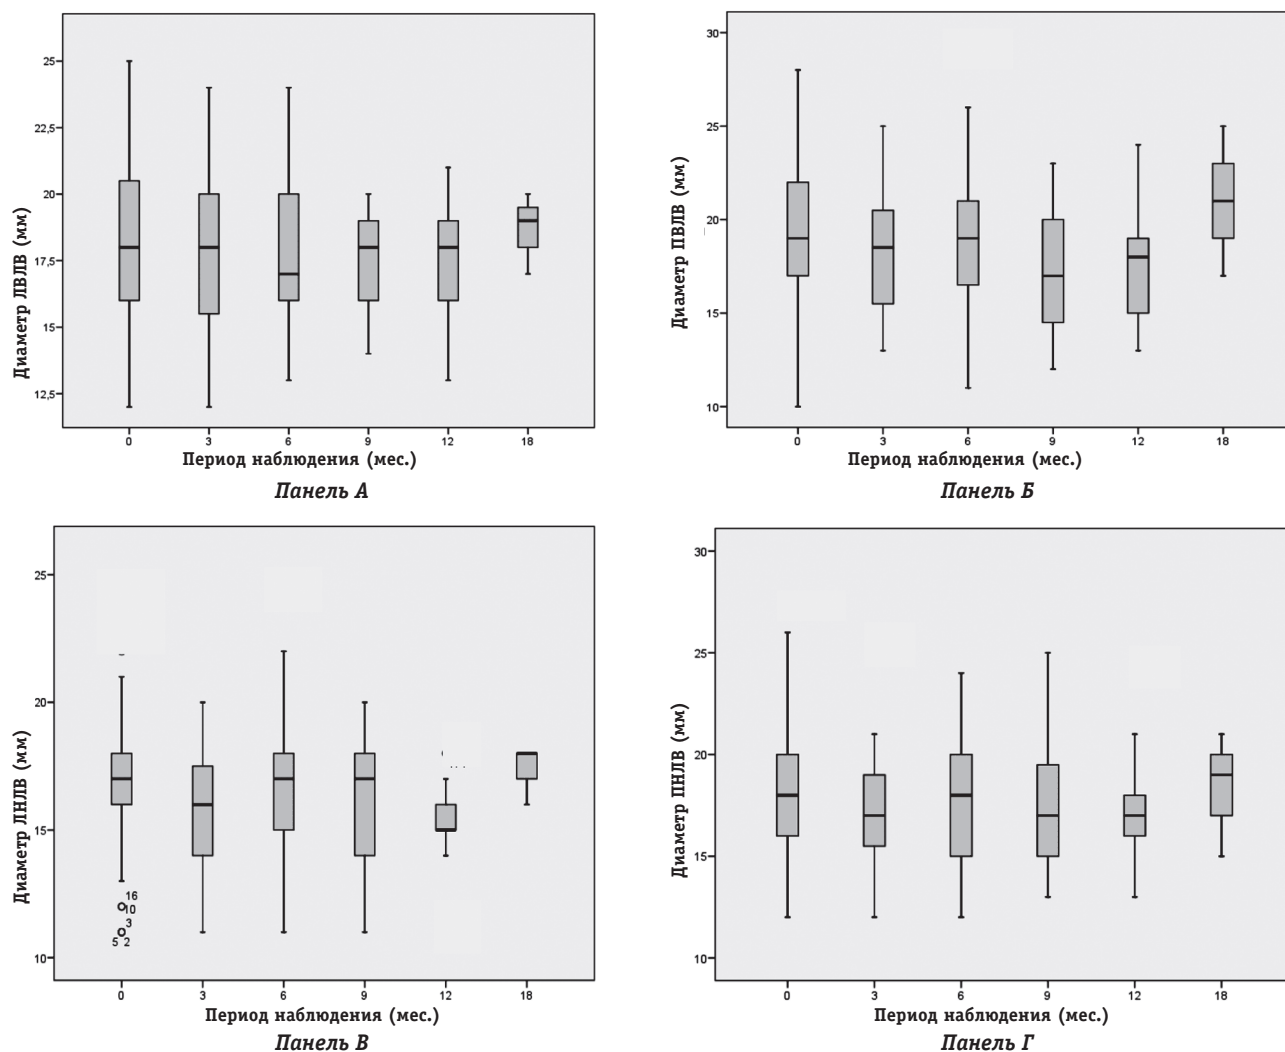 Диаметр ЛВЛВ (мм)
25
22,5
20
17,5
15
12,5
0 3 6 9 12 18
Период наблюдения (мес.)
Панель А
Диаметр ПВЛВ (мм)
30
25
20
15
10
0 3 6 9 12 18
Период наблюдения (мес.)
Панель Б
Диаметр ЛНЛВ (мм)
25
20
15
10
16
10
3
5 2
0 3 6 9 12 18
Период наблюдения (мес.)
Панель В
Диаметр ПНЛВ (мм)
30
25
20
15
10
0 3 6 9 12 18
Период наблюдения (мес.)
Панель Г